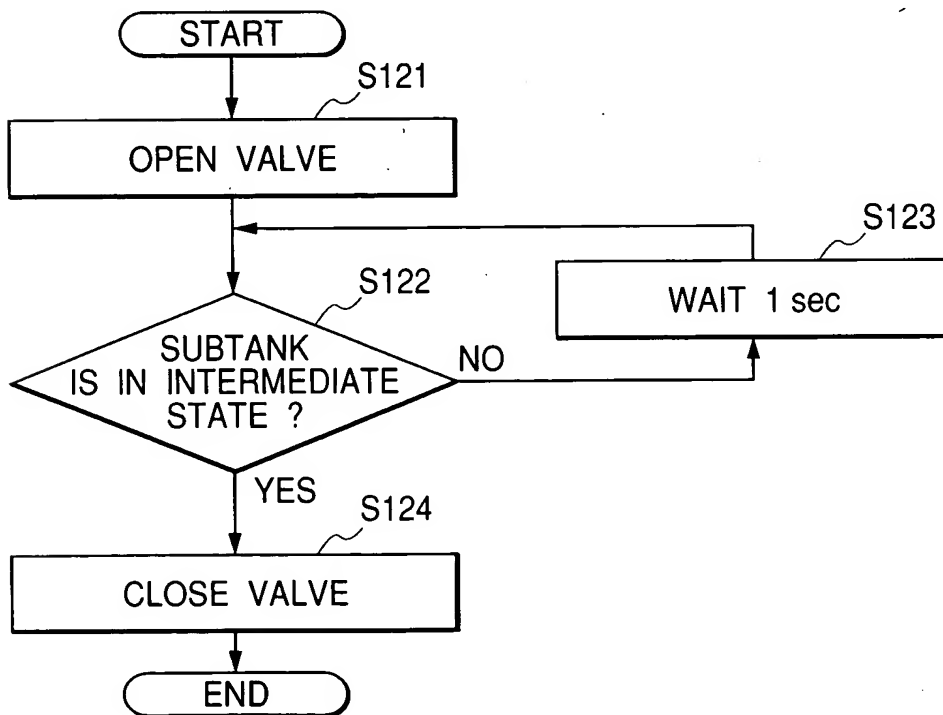 START
S121
OPEN VALVE
S123
WAIT 1 sec
S122
SUBTANK
IS IN INTERMEDIATE
STATE ?
NO
YES
S124
CLOSE VALVE
END